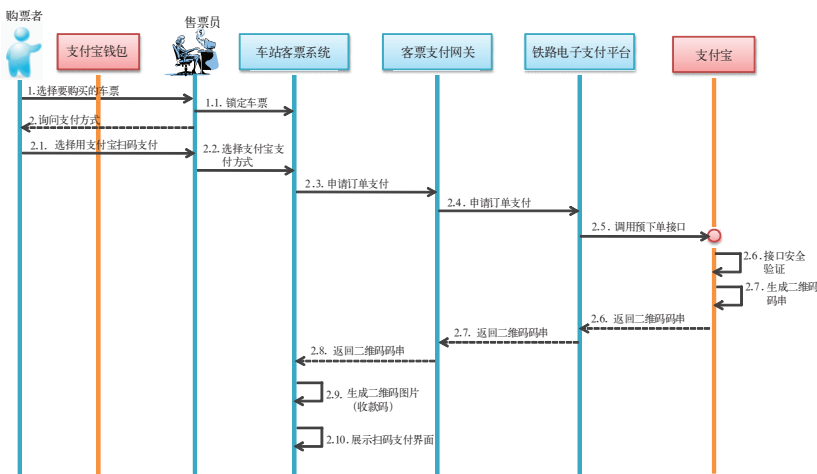 购票者
支付宝钱包
售票员
车站客票系统
客票支付网关
铁路电子支付平台
支付宝
1.选择要购买的车票
1.1. 锁定车票
2.询问支付方式
2.1. 选择用支付宝扫码支付
2.2.选择支付宝支
付方式
2.3.申请订单支付
2.4.申请订单支付
2.5. 调用预下单接口
2.6.接口安全
验证
2.7.生成二维码
码串
2.6. 返回二维码码串
2.7. 返回二维码码串
2.8. 返回二维码码串
2.9. 生成二维码图片
(收款码)
2.10.展示扫码支付界面